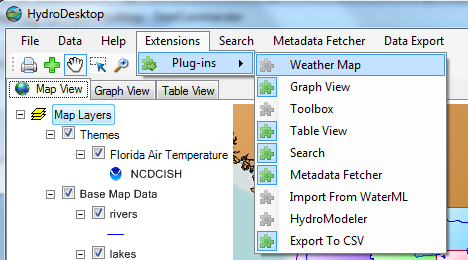 HydroDesktop
File Data Help Extensions Search Metadata Fetcher Data Export
Plug-ins
Weather Map
Graph View
Toolbox
Table View
Search
Metadata Fetcher
Import From WaterML
HydroModeler
Export To CSV
Map View Graph View Table View
Map Layers
Themes
Florida Air Temperature
NCDCISH
Base Map Data
rivers
lakes